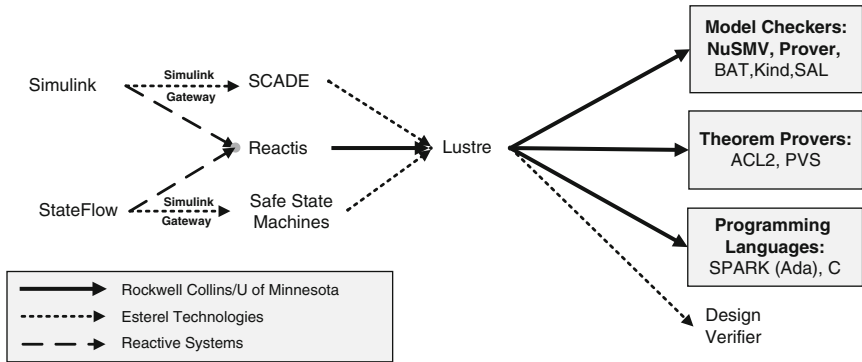 Model Checkers:
NuSMV, Prover,
BAT,Kind,SAL
Simulink
Simulink
Gateway
SCADE
Reactis
Lustre
Theorem Provers:
ACL2, PVS
StateFlow
Simulink
Gateway
Safe State
Machines
Programming
Languages:
SPARK (Ada), C
Design
Verifier
Rockwell Collins/U of Minnesota
Esterel Technologies
Reactive Systems